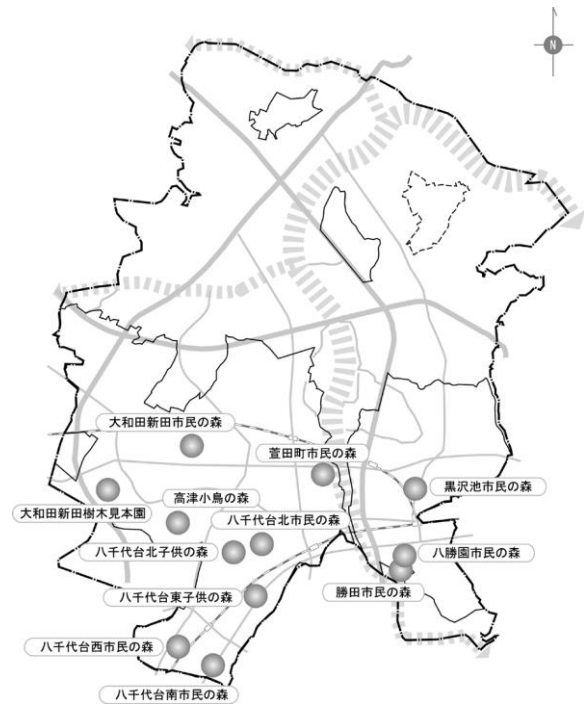 N
大和田新田市民の森
萱田町市民の森
黒沢池市民の森
高津小鳥の森
大和田新田樹木見本園
八千代台北市民の森
八千代台北子供の森
八勝園市民の森
勝田市民の森
八千代台東子供の森
八千代台西市民の森
八千代台南市民の森